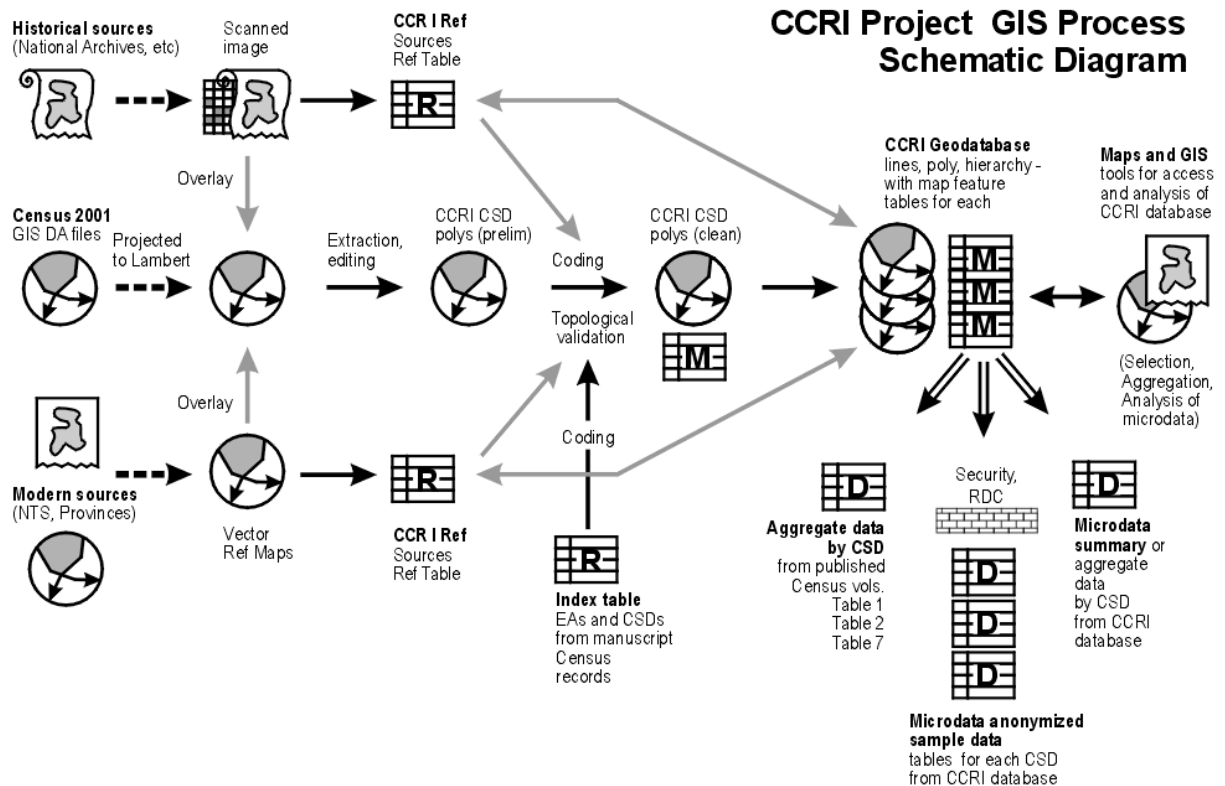 CCRI Project GIS Process
Schematic Diagram
Historical sources
(National Archives, etc)
Scanned
image
CCR I Ref
Sources
Ref Table
R
Overlay
Census 2001
GIS DA files
Projected
to Lambert
Extraction,
editing
CCRI CSD
polys (prelim)
Coding
Topological
validation
CCRI CSD
polys (clean)
M
CCRI Geodatabase
lines, poly, hierarchy -
with map feature
tables for each
M
M
M
Maps and GIS
tools for access
and analysis of
CCRI database
(Selection,
Aggregation,
Analysis of
microdata)
Overlay
Modern sources
(NTS, Provinces)
Vector
Ref Maps
R
CCR I Ref
Sources
Ref Table
Coding
R
Index table
EAs and CSDs
from manuscript
Census
records
D
Aggregate data
by CSD
from published
Census vols.
Table 1
Table 2
Table 7
Security,
RDC
D
D
D
Microdata anonymized
sample data
tables for each CSD
from CCRI database
D
Microdata
summary or
aggregate
data
by CSD
from CCRI
database